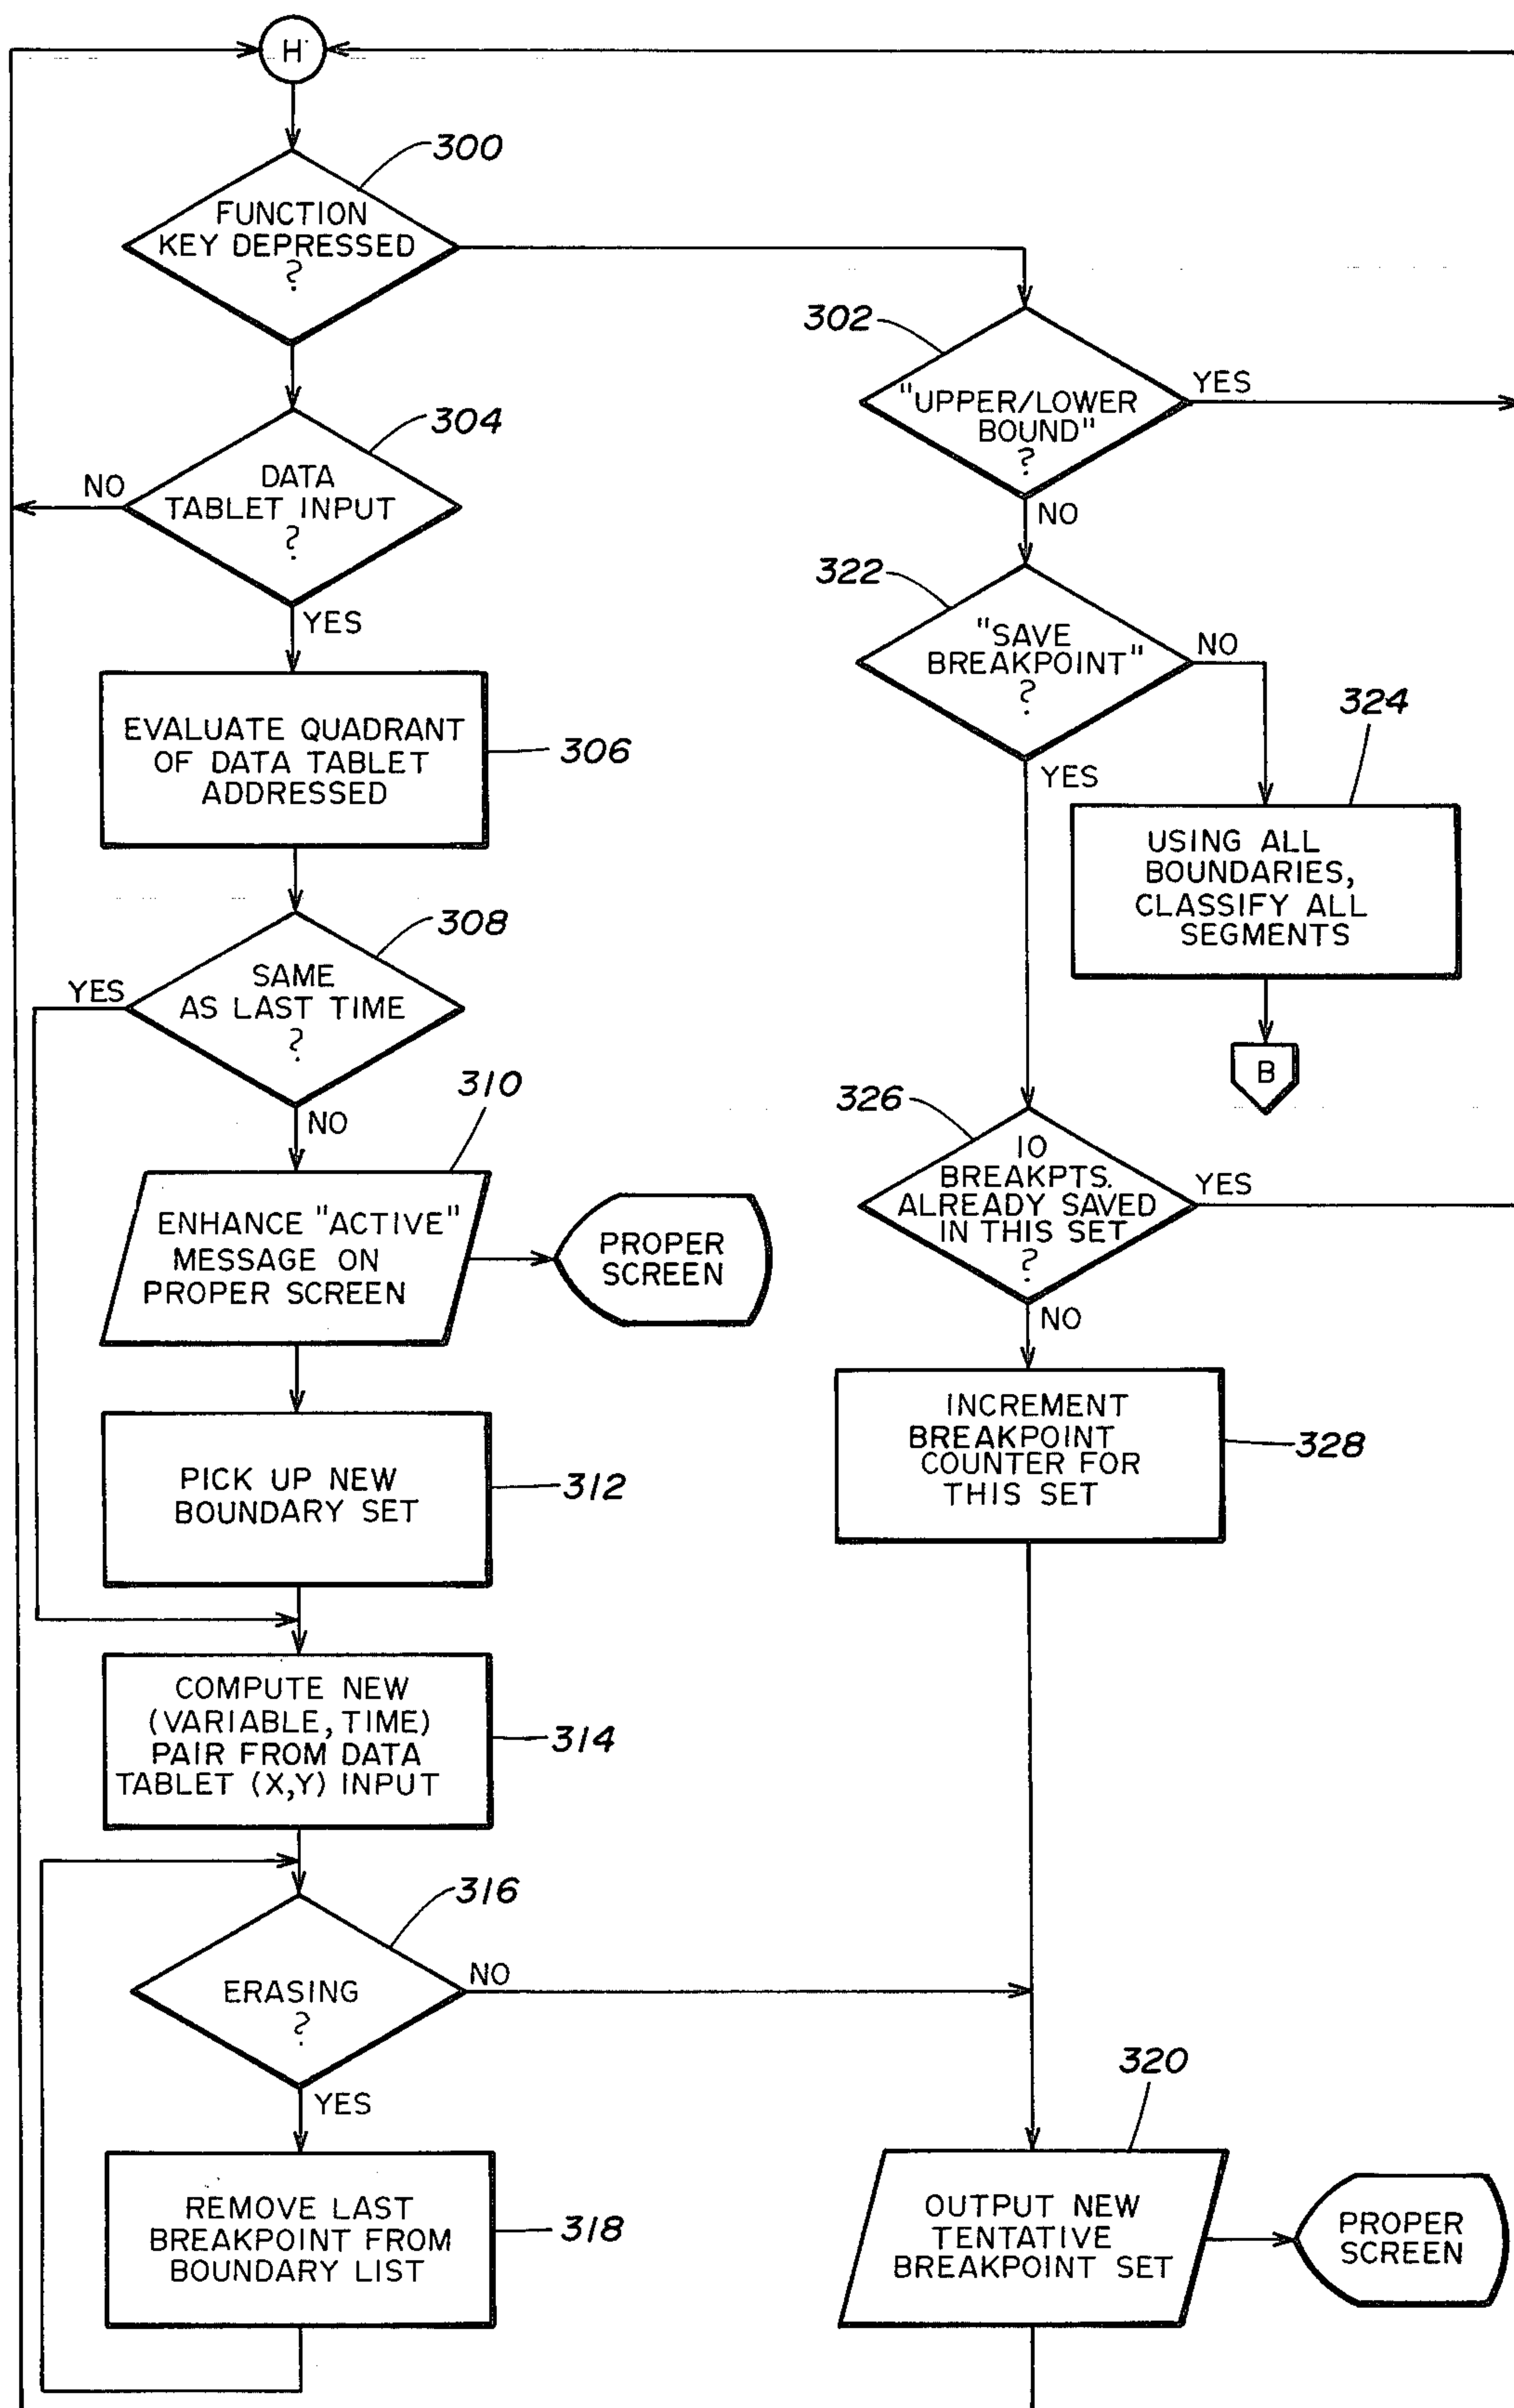 H
300
FUNCTION
KEY DEPRESSED
?
302
"UPPER/LOWER
BOUND"
?
YES
NO
304
DATA
TABLET INPUT
?
NO
YES
322
"SAVE
BREAKPOINT"
?
NO
YES
324
USING ALL
BOUNDARIES,
CLASSIFY ALL
SEGMENTS
B
306
EVALUATE QUADRANT
OF DATA TABLET
ADDRESSED
308
SAME
AS LAST TIME
?
YES
NO
310
ENHANCE "ACTIVE"
MESSAGE ON
PROPER SCREEN
PROPER
SCREEN
326
10
BREAKPTS.
ALREADY SAVED
IN THIS SET
?
YES
NO
312
PICK UP NEW
BOUNDARY SET
328
INCREMENT
BREAKPOINT
COUNTER FOR
THIS SET
314
COMPUTE NEW
(VARIABLE, TIME)
PAIR FROM DATA
TABLET (X,Y) INPUT
316
ERASING
?
NO
YES
318
REMOVE LAST
BREAKPOINT FROM
BOUNDARY LIST
320
OUTPUT NEW
TENTATIVE
BREAKPOINT SET
PROPER
SCREEN